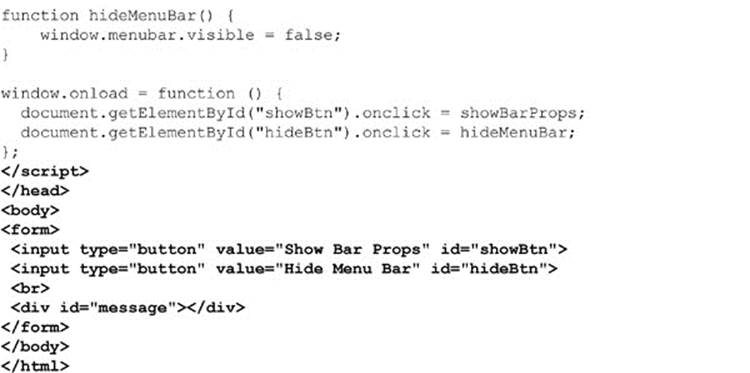 function hideMenuBar() {
    window.menubar.visible = false;
}

window.onload = function () {
  document.getElementById("showBtn").onclick = showBarProps;
  document.getElementById("hideBtn").onclick = hideMenuBar;
};
</script>
</head>
<body>
<form>
 <input type="button" value="Show Bar Props" id="showBtn">
 <input type="button" value="Hide Menu Bar" id="hideBtn">
 <br>
 <div id="message"></div>
</form>
</body>
</html>